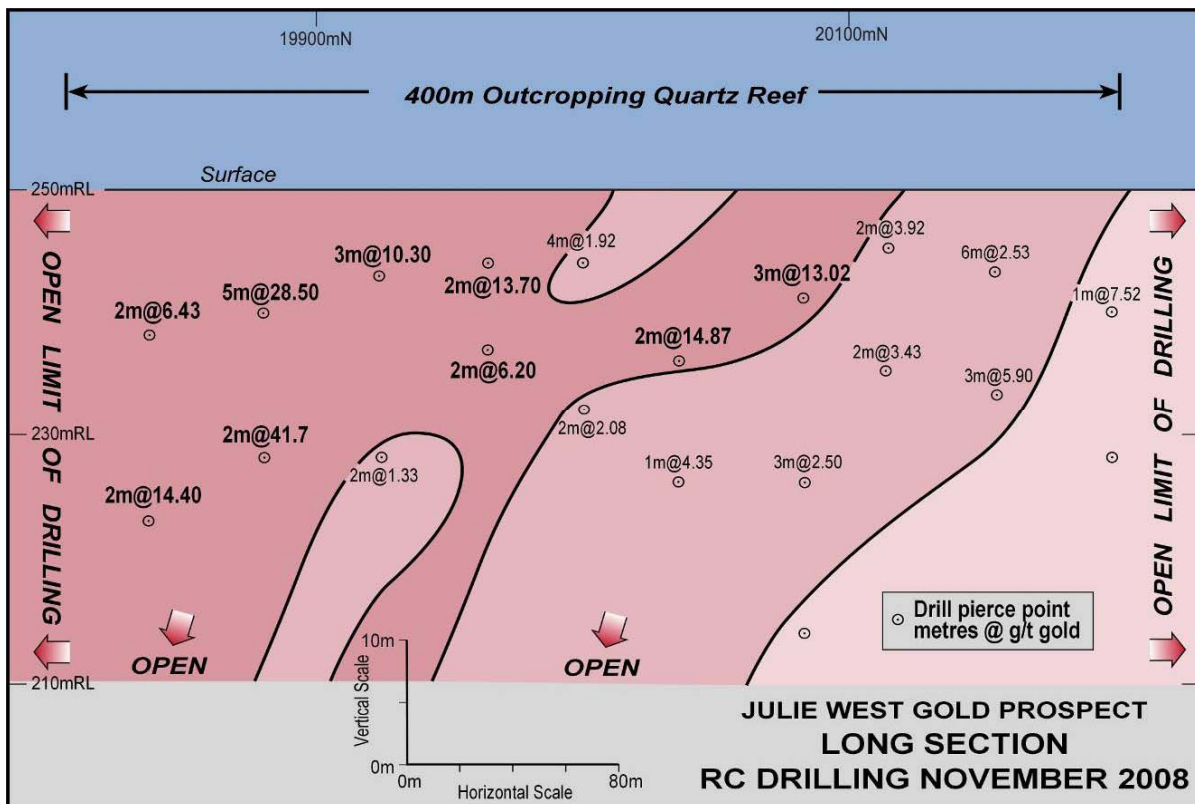 19900mN
20100mN
400m Outcropping Quartz Reef
Surface
250mRL
230mRL
210mRL
OPEN LIMIT OF DRILLING
2m@6.43
5m@28.50
3m@10.30
2m@13.70
4m@1.92
2m@3.92
6m@2.53
3m@13.02
1m@7.52
2m@14.87
2m@6.20
2m@3.43
3m@5.90
2m@2.08
2m@41.7
2m@1.33
1m@4.35
3m@2.50
2m@14.40
OPEN LIMIT OF DRILLING
Drill pierce point
metres @ g/t gold
OPEN
OPEN
10m
Vertical Scale
0m
0m
80m
Horizontal Scale
JULIE WEST GOLD PROSPECT
LONG SECTION
RC DRILLING NOVEMBER 2008